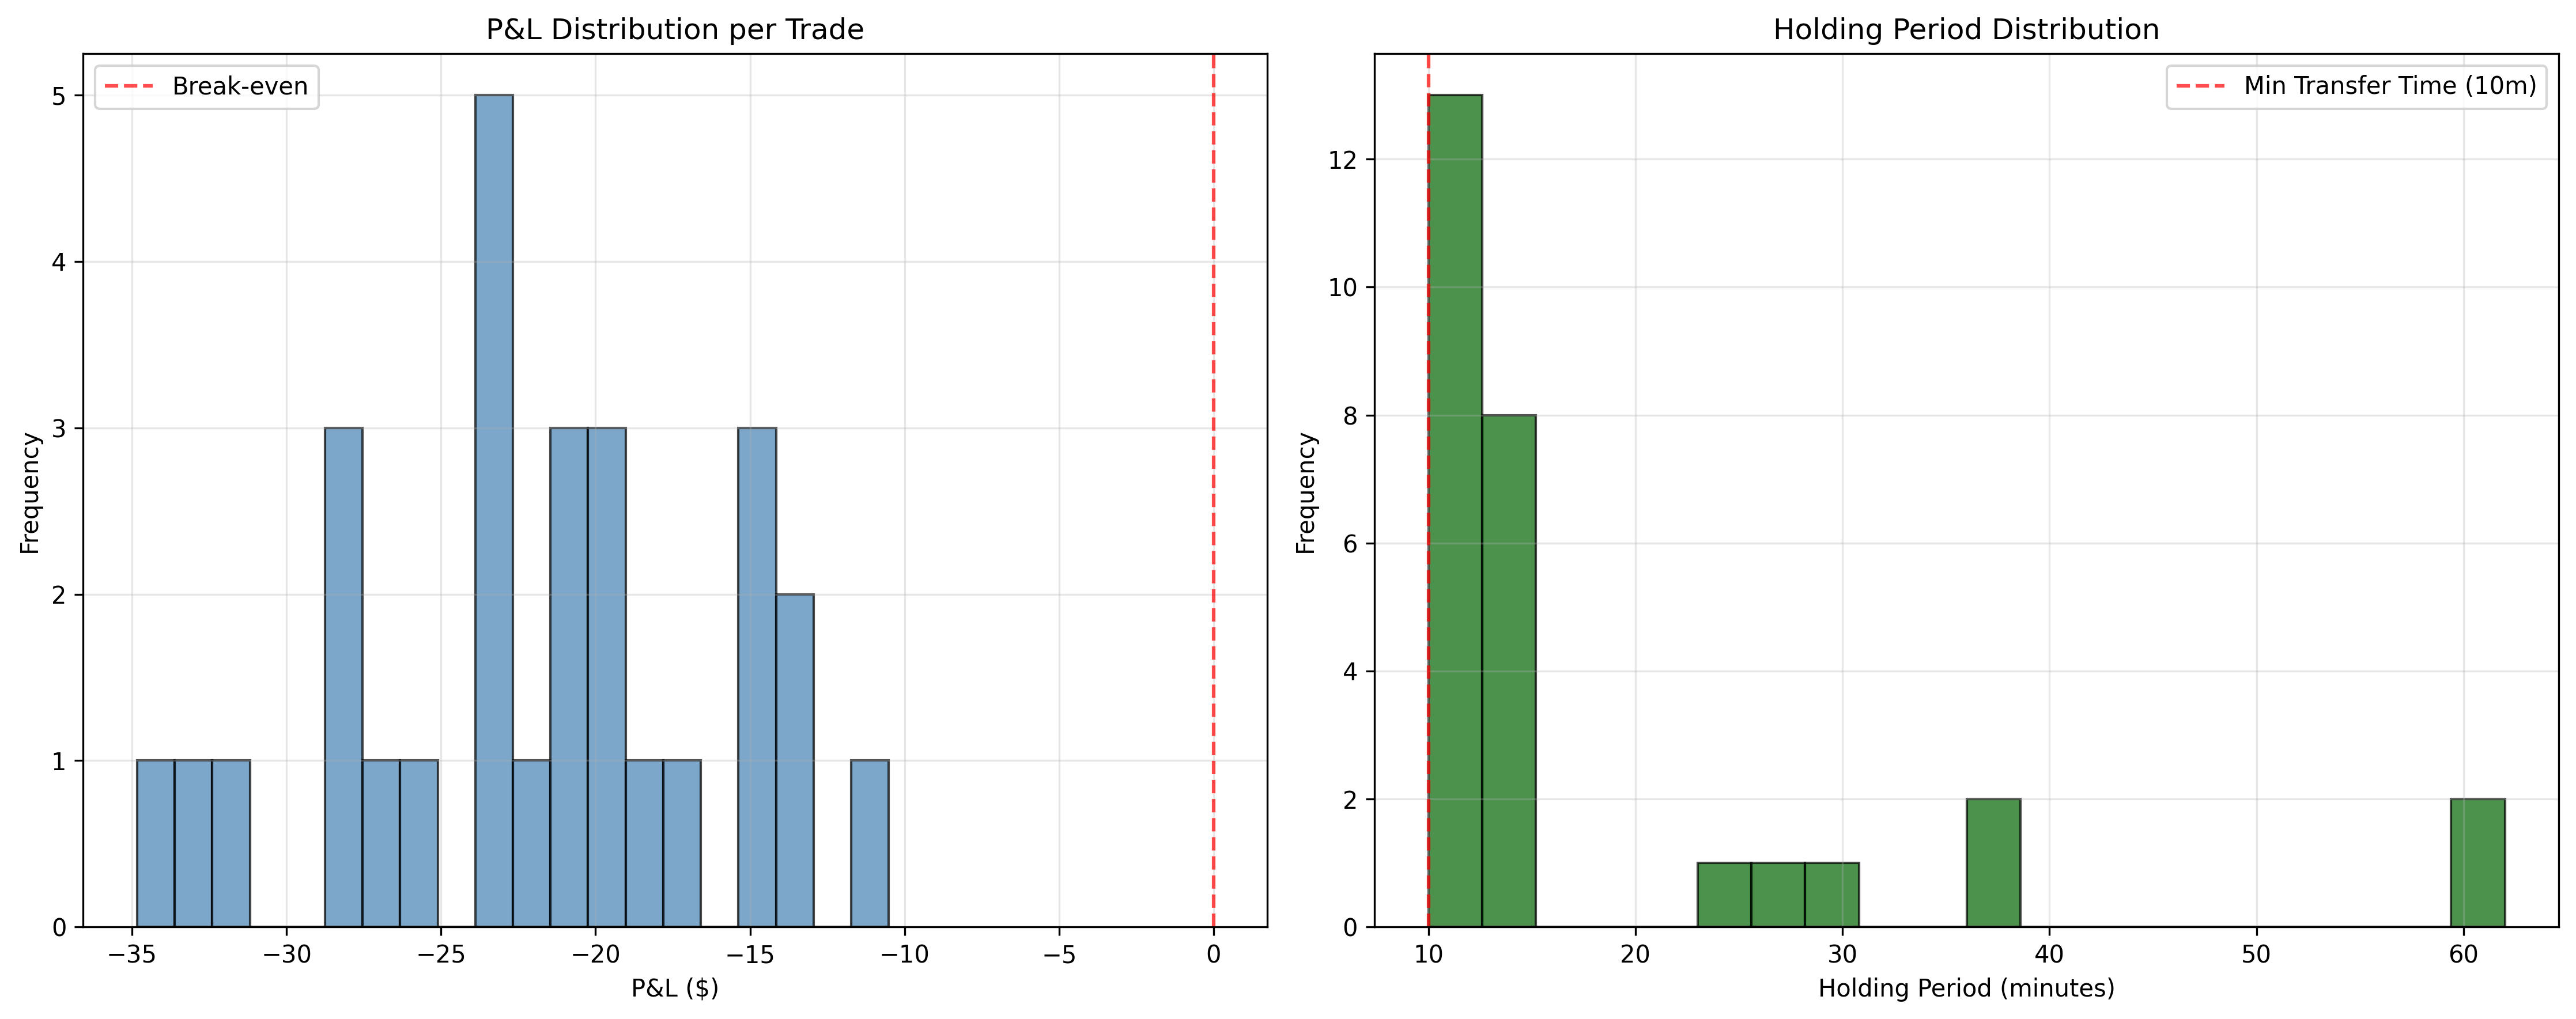 P&L Distribution per Trade
Break-even
5
4
3
2
1
0
−35 −30 −25 −20 −15 −10 −5 0
Frequency
P&L ($)
Holding Period Distribution
Min Transfer Time (10m)
12
10
8
6
4
2
0
10 20 30 40 50 60
Frequency
Holding Period (minutes)